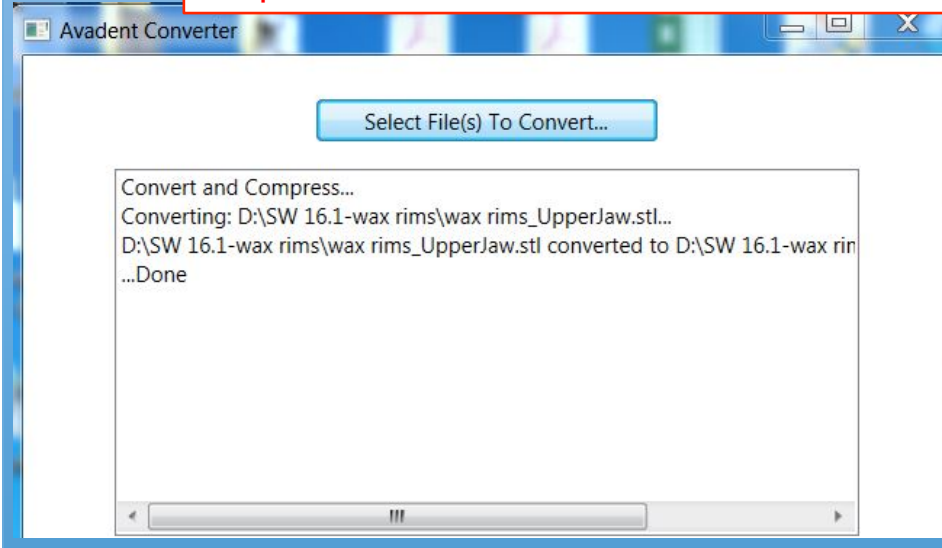 Avadent Converter
Select File(s) To Convert...
Convert and Compress...
Converting: D:\SW 16.1-wax rims\wax rims_UpperJaw.stl...
D:\SW 16.1-wax rims\wax rims_UpperJaw.stl converted to D:\SW 16.1-wax rin
...Done